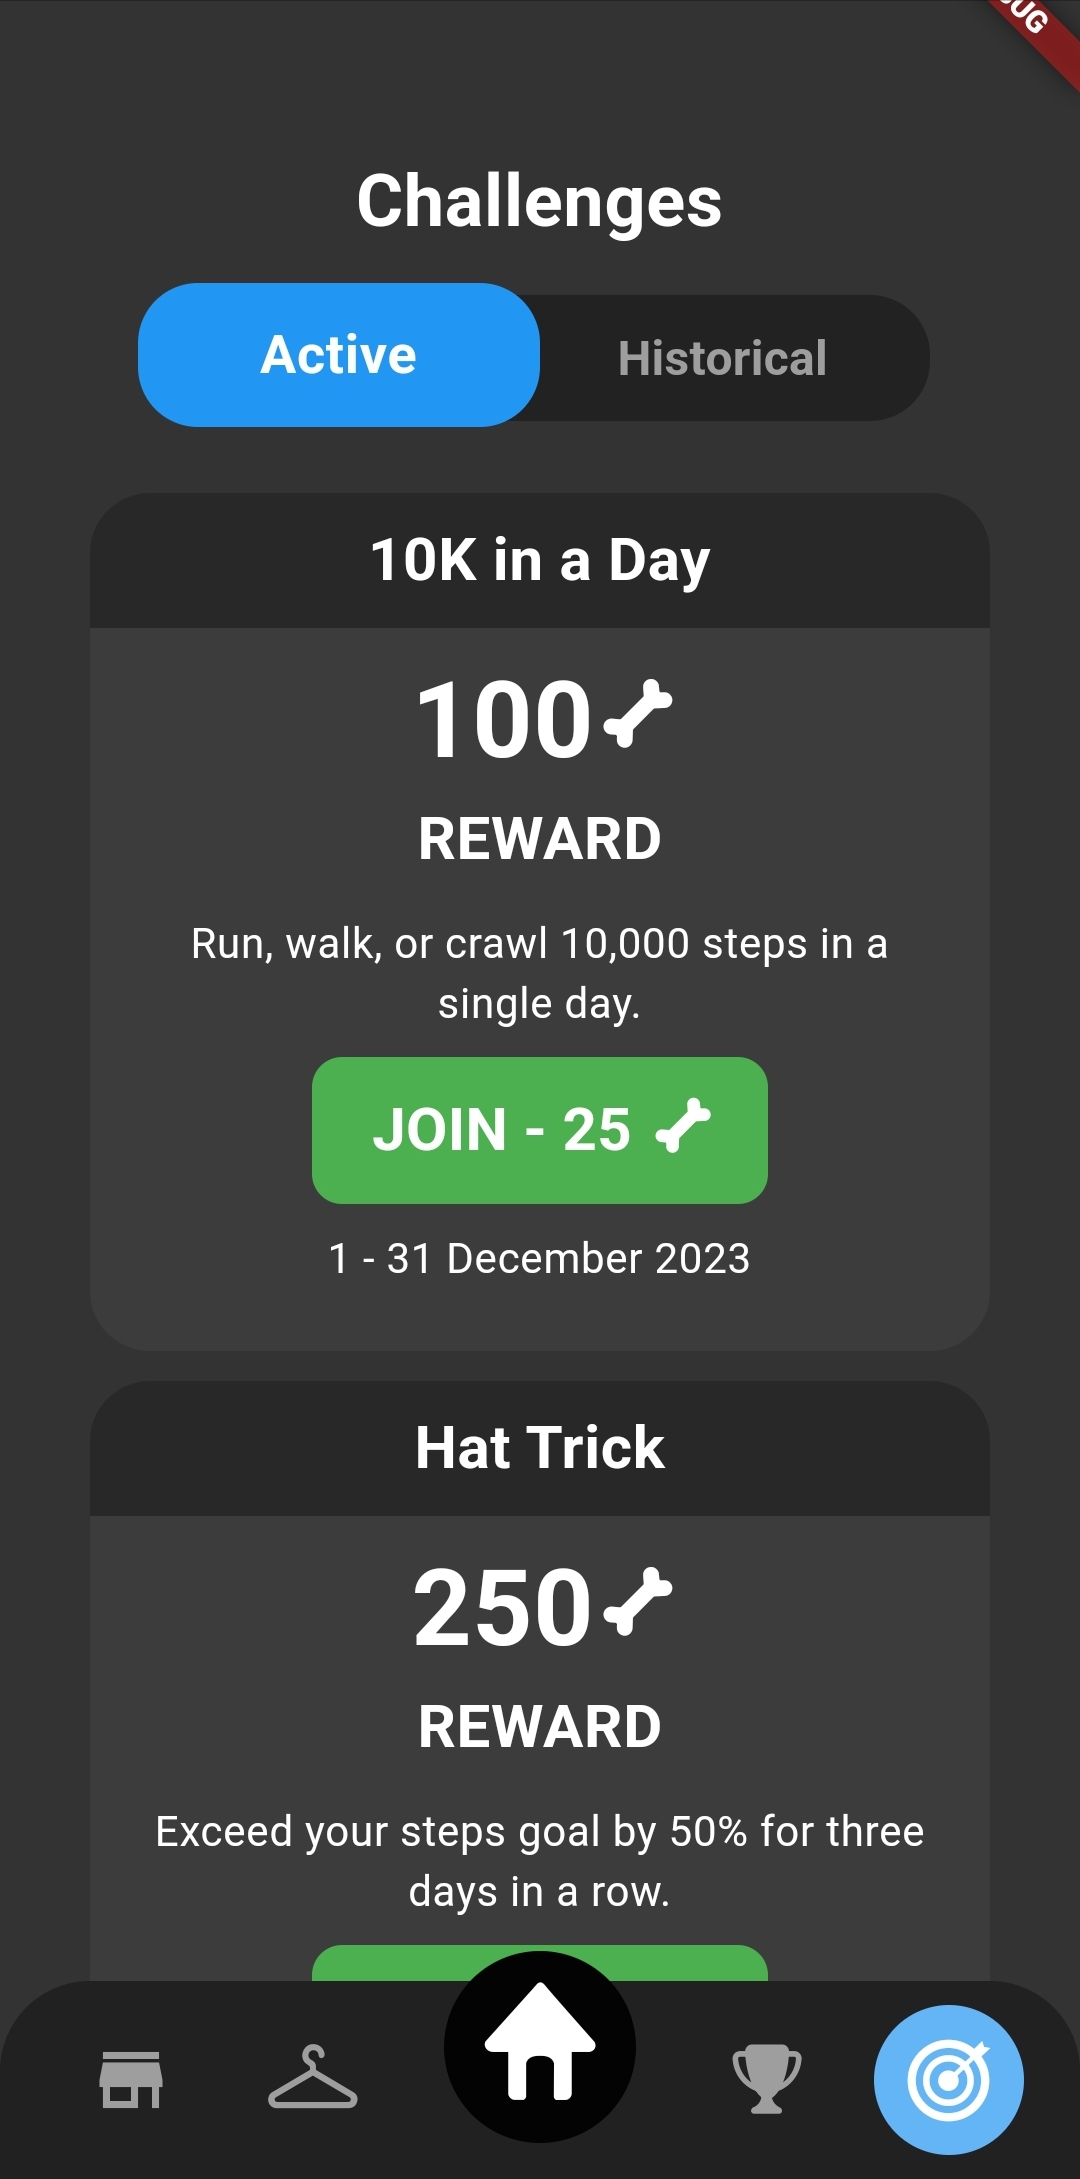 Challenges
Active
Historical
10K in a Day
100
REWARD
Run, walk, or crawl 10,000 steps in a
single day.
JOIN - 25
1 - 31 December 2023
Hat Trick
250
REWARD
Exceed your steps goal by 50% for three
days in a row.